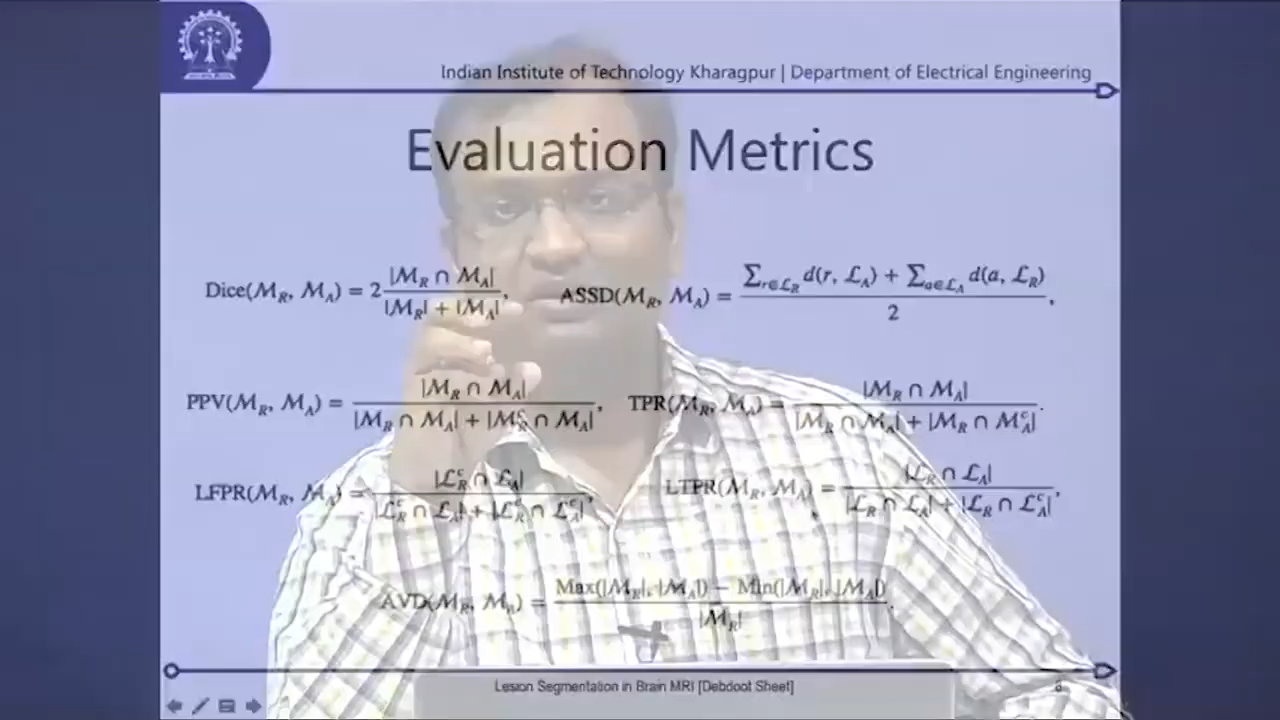 Indian Institute of Technology Kharagpur | Department of Electrical Engineering
Evaluation Metrics
Dice(ℳ_R, ℳ_A) = 2 |ℳ_R ∩ ℳ_A| / (|ℳ_R| + |ℳ_A|),
ASSD(ℳ_R, ℳ_A) = (∑_{r∈ℒ_R} d(r, ℒ_A) + ∑_{a∈ℒ_A} d(a, ℒ_R)) / 2,
PPV(ℳ_R, ℳ_A) = |ℳ_R ∩ ℳ_A| / (|ℳ_R ∩ ℳ_A| + |ℳ_R^c ∩ ℳ_A|),
TPR(ℳ_R, ℳ_A) = |ℳ_R ∩ ℳ_A| / (|ℳ_R ∩ ℳ_A| + |ℳ_R ∩ ℳ_A^c|).
LFPR(ℳ_R, ℳ_A) = |ℒ_R^c ∩ ℒ_A| / (|ℒ_R^c ∩ ℒ_A| + |ℒ_R^c ∩ ℒ_A^c|),
LTPR(ℳ_R, ℳ_A) = |ℒ_R ∩ ℒ_A| / (|ℒ_R ∩ ℒ_A| + |ℒ_R ∩ ℒ_A^c|),
AVD(ℳ_R, ℳ_R) = (Max(|ℳ_R|, |ℳ_A|) − Min(|ℳ_R|, |ℳ_A|)) / |ℳ_R|.
Lesion Segmentation in Brain MRI [Debdoot Sheet]